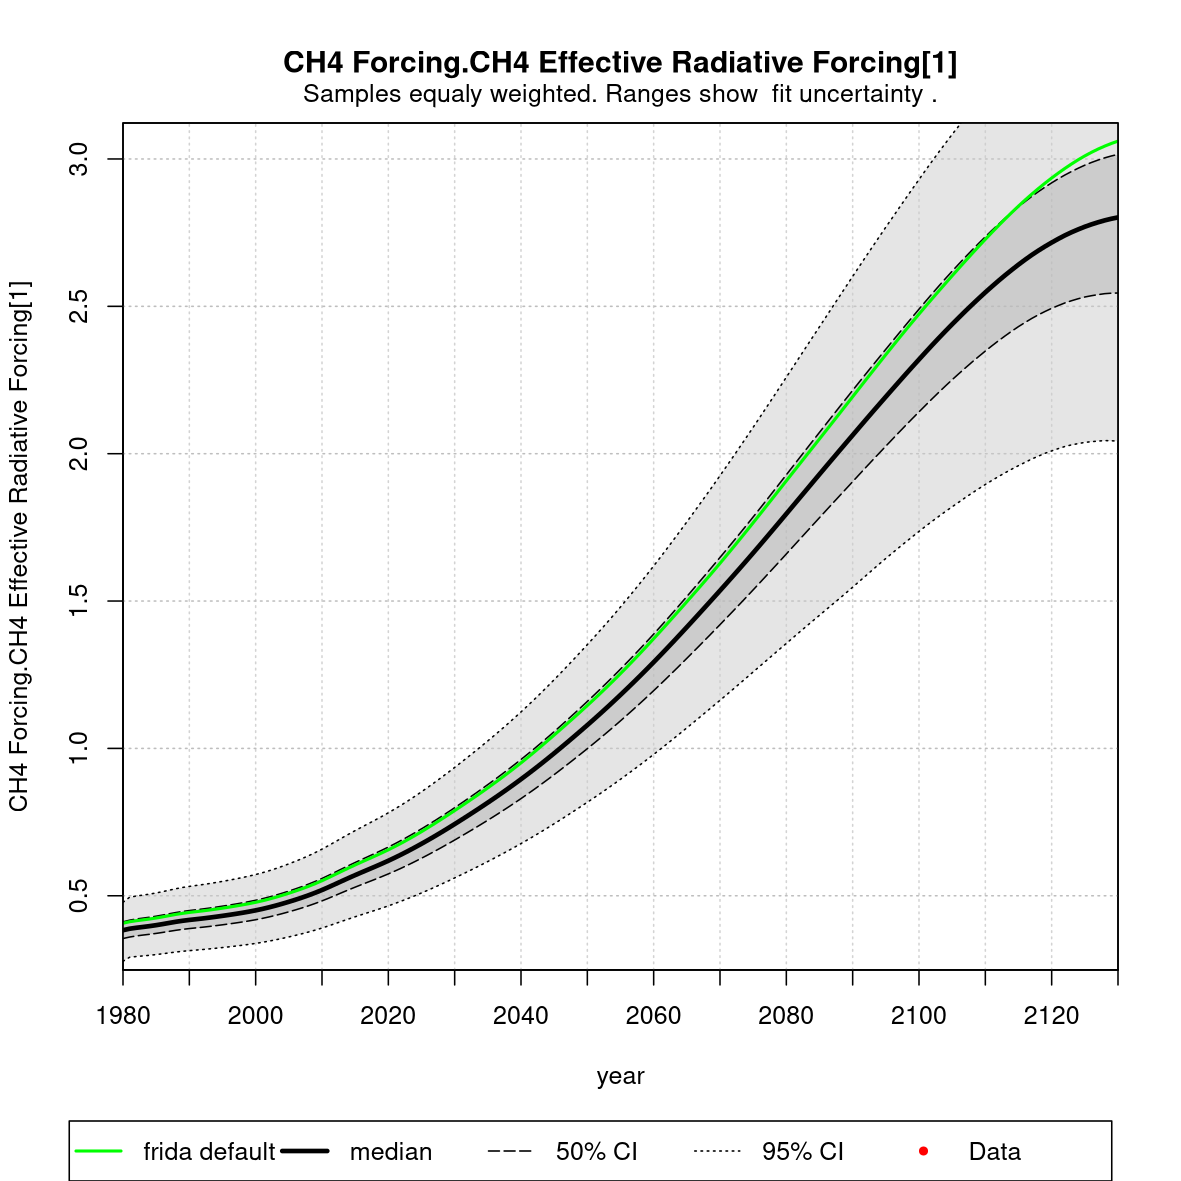 CH4 Forcing.CH4 Effective Radiative Forcing[1]
Samples equaly weighted. Ranges show  fit uncertainty .
CH4 Forcing.CH4 Effective Radiative Forcing[1]
3.0
2.5
2.0
1.5
1.0
0.5
1980 2000 2020 2040 2060 2080 2100 2120
year
frida default median 50% CI 95% CI Data